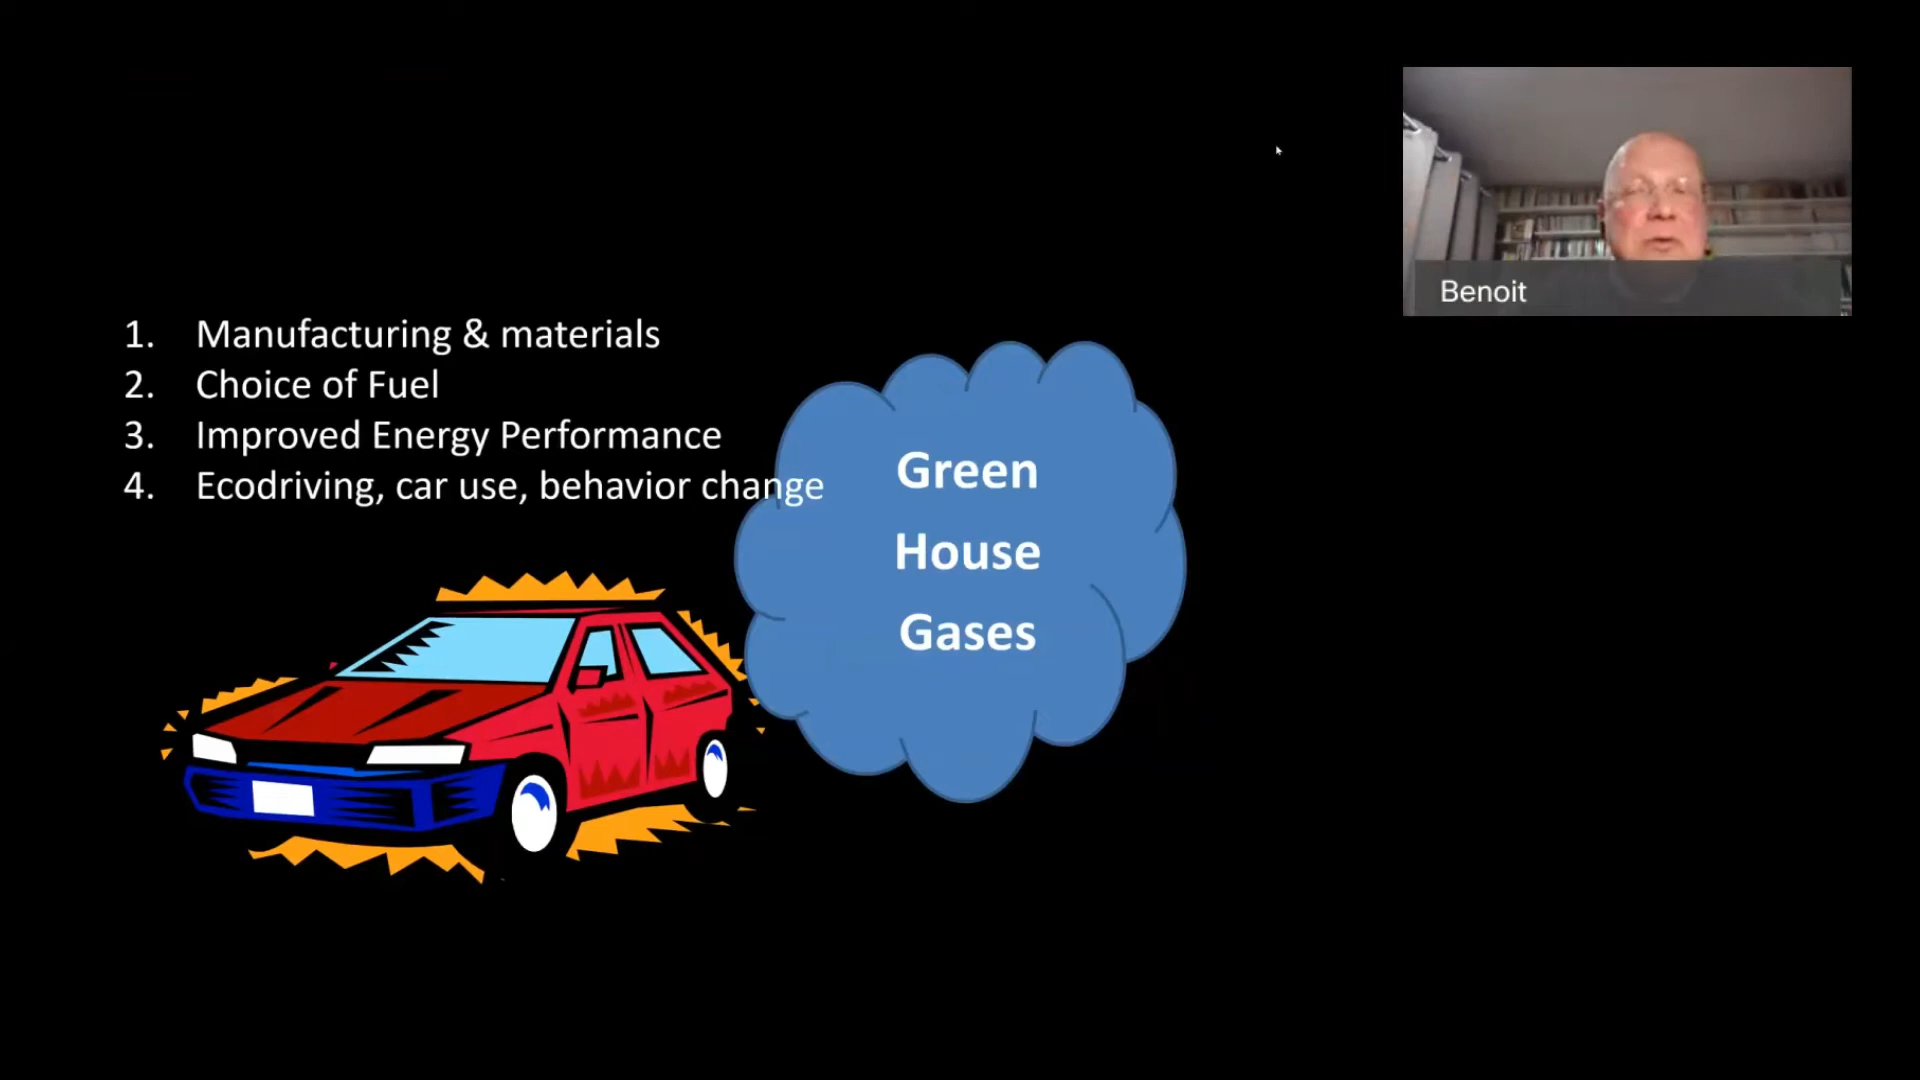 Benoit
1. Manufacturing & materials
2. Choice of Fuel
3. Improved Energy Performance
4. Ecodriving, car use, behavior change
Green
House
Gases